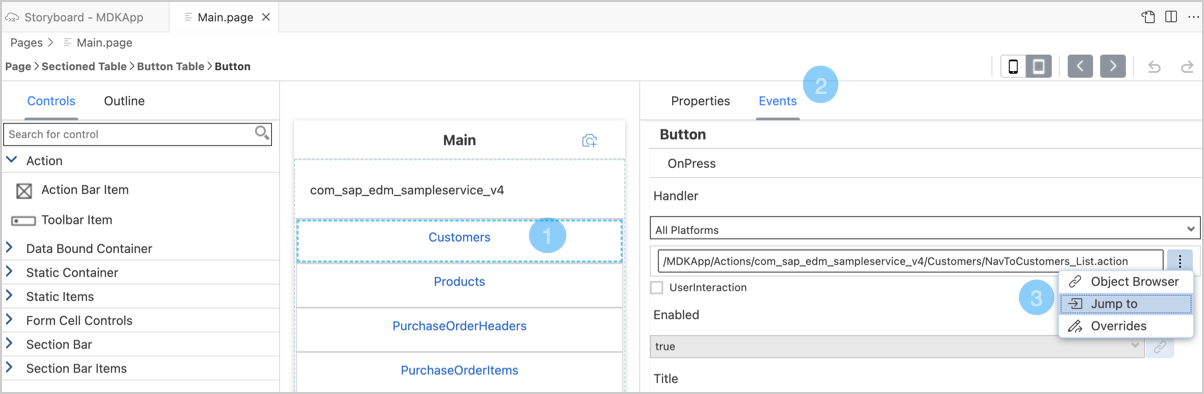 Storyboard - MDKApp
Main.page
Pages > Main.page
Page > Sectioned Table > Button Table > Button
Controls
Outline
Search for control
Action
Action Bar Item
Toolbar Item
Data Bound Container
Static Container
Static Items
Form Cell Controls
Section Bar
Section Bar Items
Main
com_sap_edm_sampleservice_v4
Customers
1
Products
PurchaseOrderHeaders
PurchaseOrderItems
Properties
Events
2
Button
OnPress
Handler
All Platforms
/MDKApp/Actions/com_sap_edm_sampleservice_v4/Customers/NavToCustomers_List.action
UserInteraction
3
Object Browser
Jump to
Overrides
Enabled
true
Title